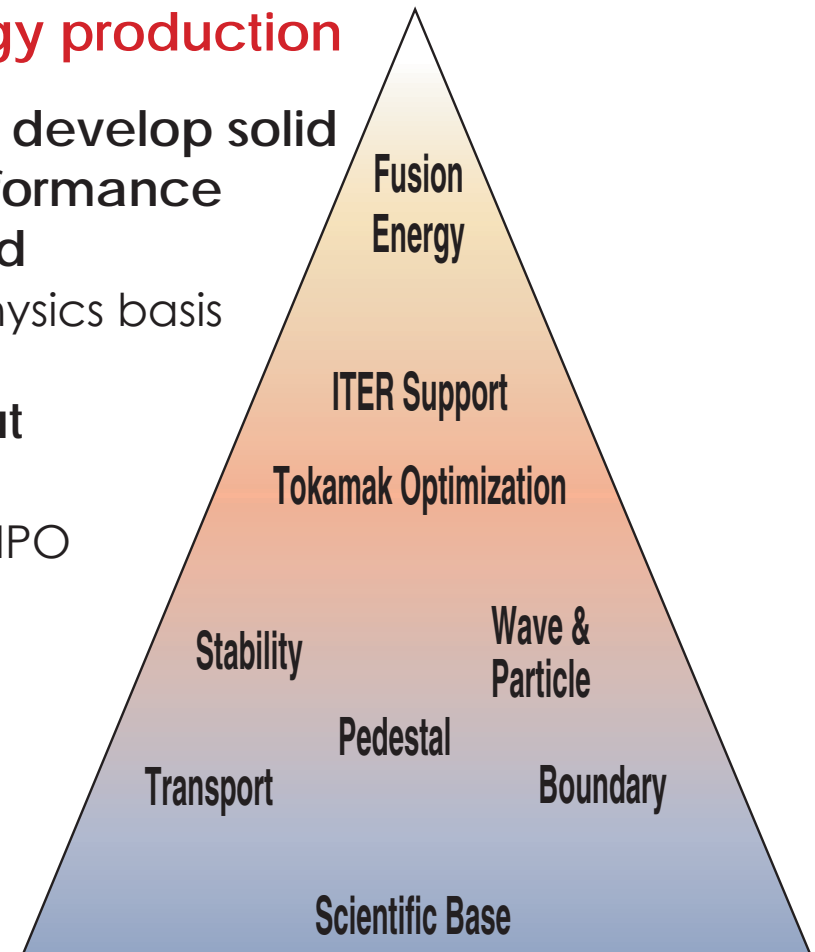 gy production
develop solid
formance
d
hysics basis
ut
IPO
Fusion
Energy
ITER Support
Tokamak Optimization
Wave &
Particle
Stability
Pedestal
Transport
Boundary
Scientific Base